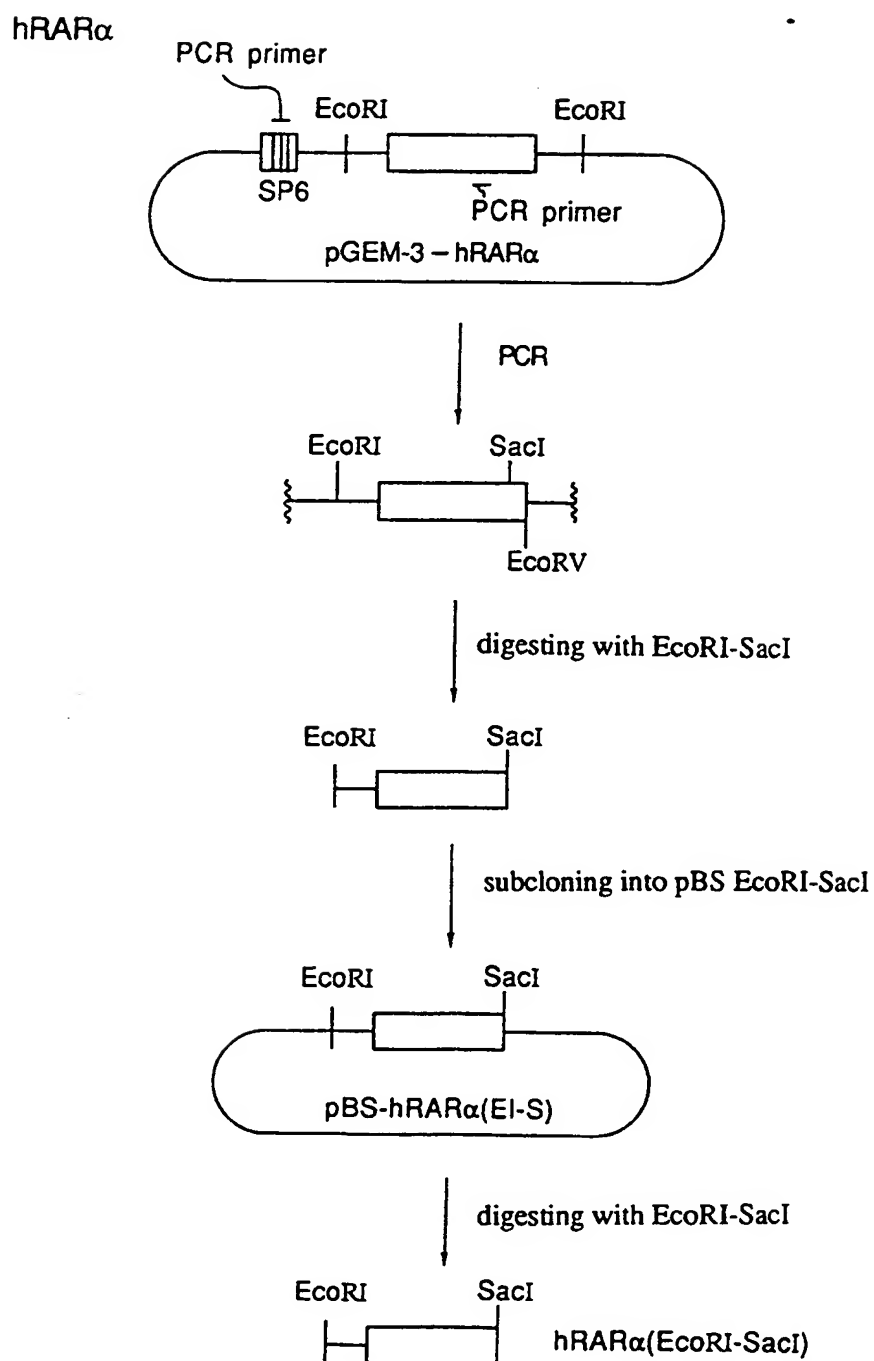 hRARα
PCR primer
EcoRI
EcoRI
SP6
PCR primer
pGEM-3 – hRARα
PCR
EcoRI
SacI
EcoRV
digesting with EcoRI-SacI
EcoRI
SacI
subcloning into pBS EcoRI-SacI
EcoRI
SacI
pBS-hRARα(EI-S)
digesting with EcoRI-SacI
EcoRI
SacI
hRARα(EcoRI-SacI)